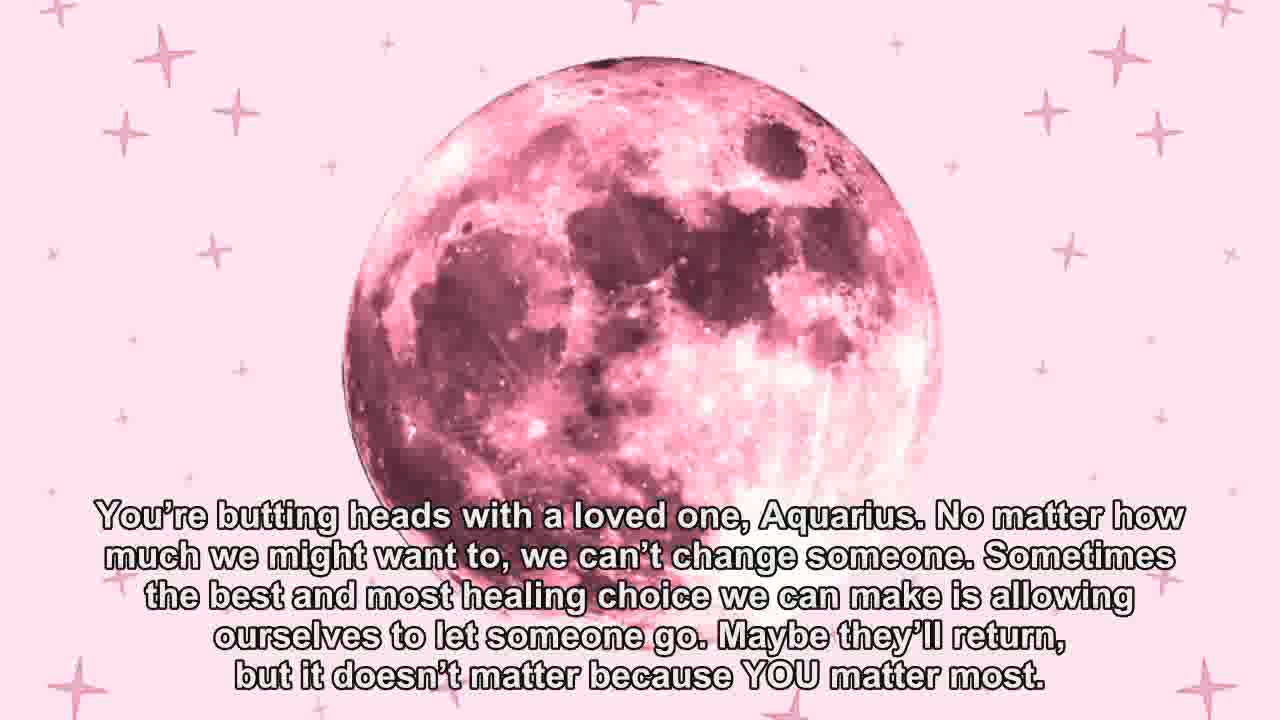 You’re butting heads with a loved one, Aquarius. No matter how
much we might want to, we can’t change someone. Sometimes
the best and most healing choice we can make is allowing
ourselves to let someone go. Maybe they’ll return,
but it doesn’t matter because YOU matter most.